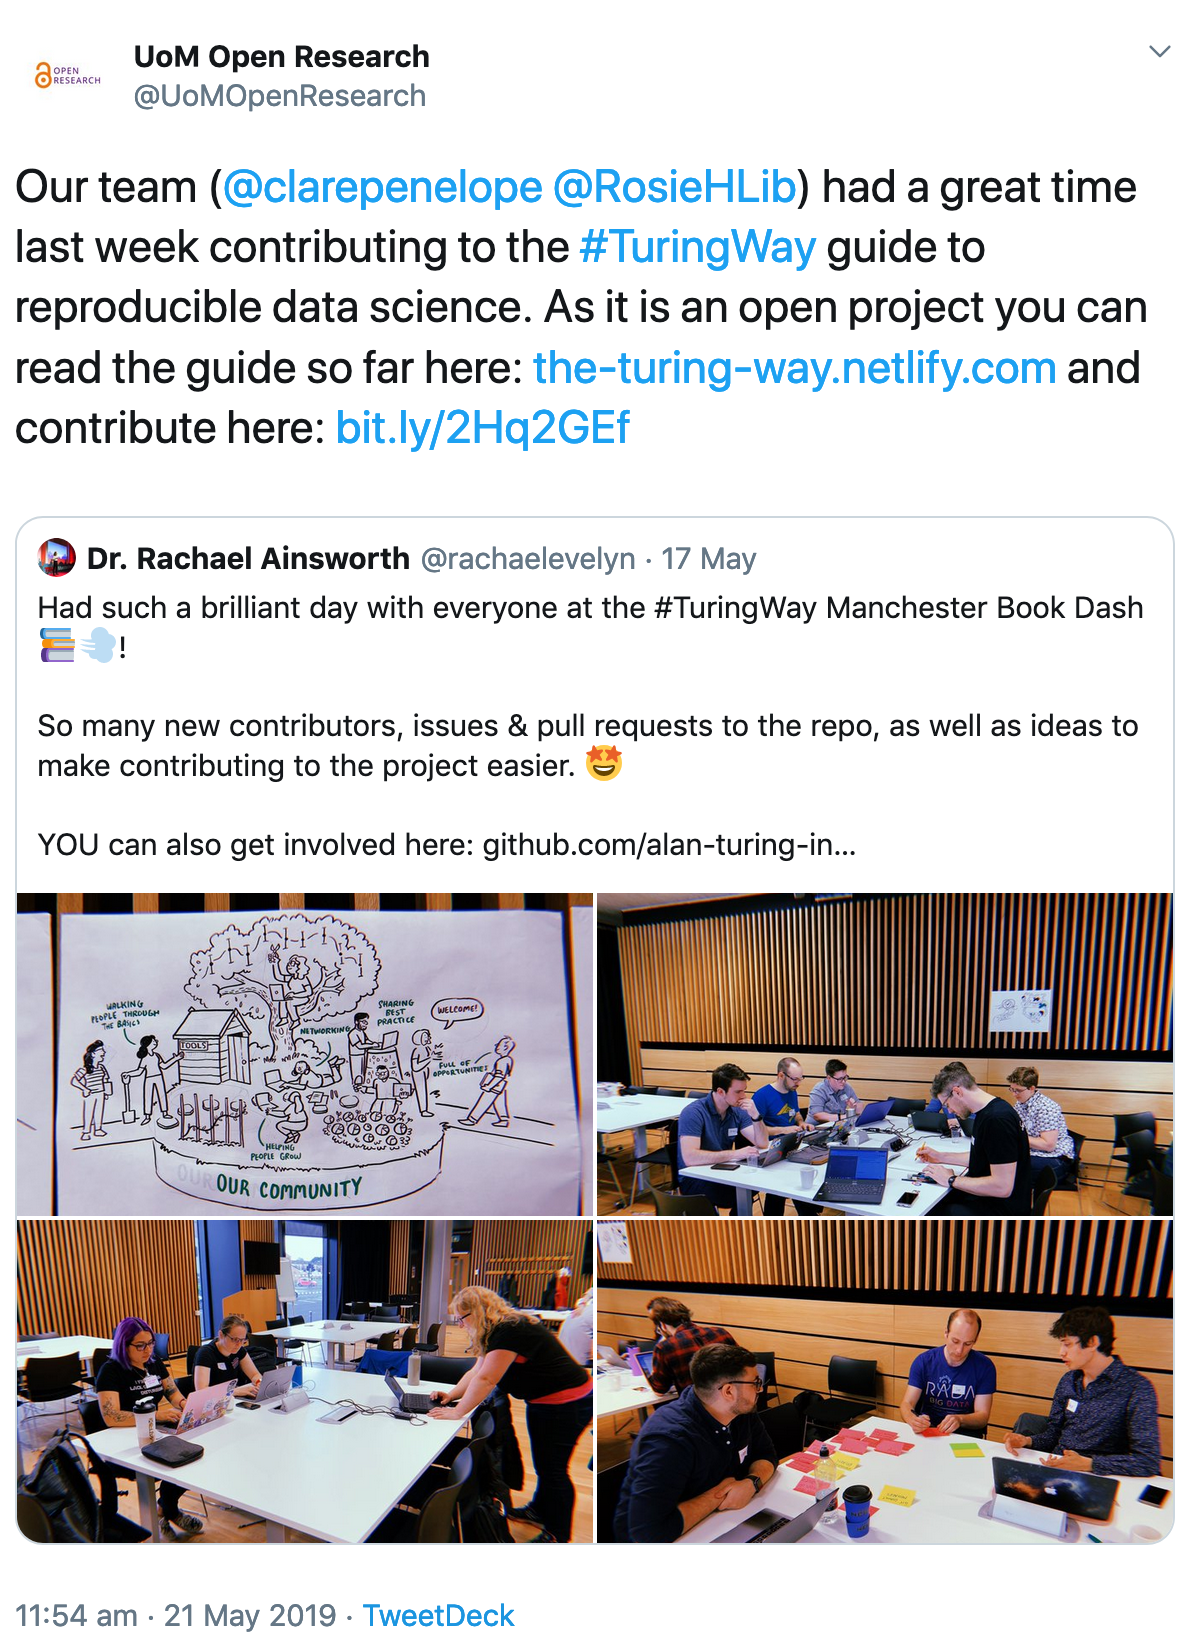 OPEN
RESEARCH
UoM Open Research
@UoMOpenResearch
Our team (@clarepenelope @RosieHLib) had a great time
last week contributing to the #TuringWay guide to
reproducible data science. As it is an open project you can
read the guide so far here: the-turing-way.netlify.com and
contribute here: bit.ly/2Hq2GEf
Dr. Rachael Ainsworth @rachaelevelyn · 17 May
Had such a brilliant day with everyone at the #TuringWay Manchester Book Dash
📚💨!
So many new contributors, issues & pull requests to the repo, as well as ideas to
make contributing to the project easier. 🤩
YOU can also get involved here: github.com/alan-turing-in...
WALKING
PEOPLE THROUGH
THE BASICS
TOOLS
NETWORKING
SHARING
BEST
PRACTICE
WELCOME!
FULL OF
OPPORTUNITIES
HELPING
PEOPLE GROW
OUR COMMUNITY
BIG DATA
11:54 am · 21 May 2019 · TweetDeck